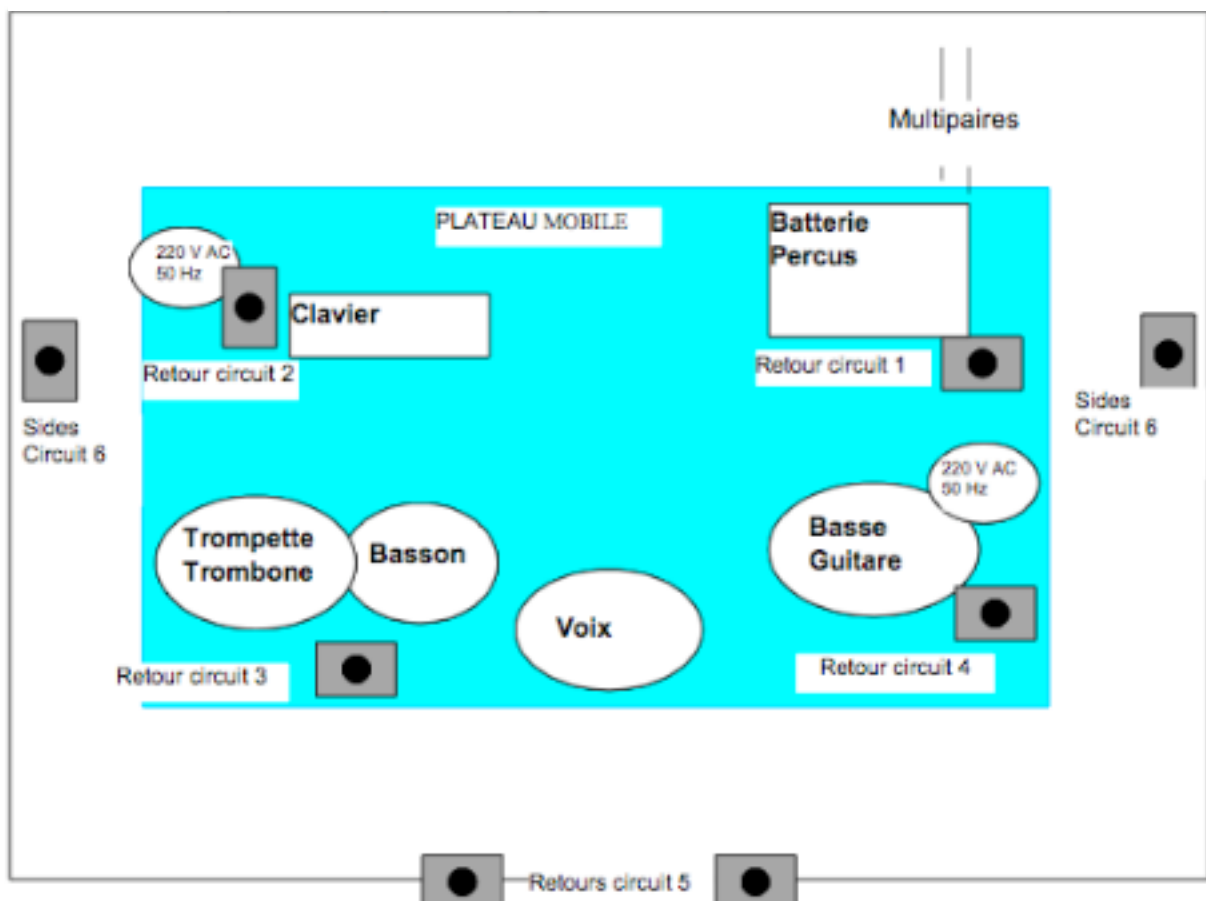 Multipaires
PLATEAU MOBILE
Batterie
Percus
220 V AC
50 Hz
Clavier
Retour circuit 2
Retour circuit 1
Sides
Circuit 6
Sides
Circuit 6
220 V AC
50 Hz
Trompette
Trombone
Basson
Basse
Guitare
Voix
Retour circuit 3
Retour circuit 4
Retours circuit 5